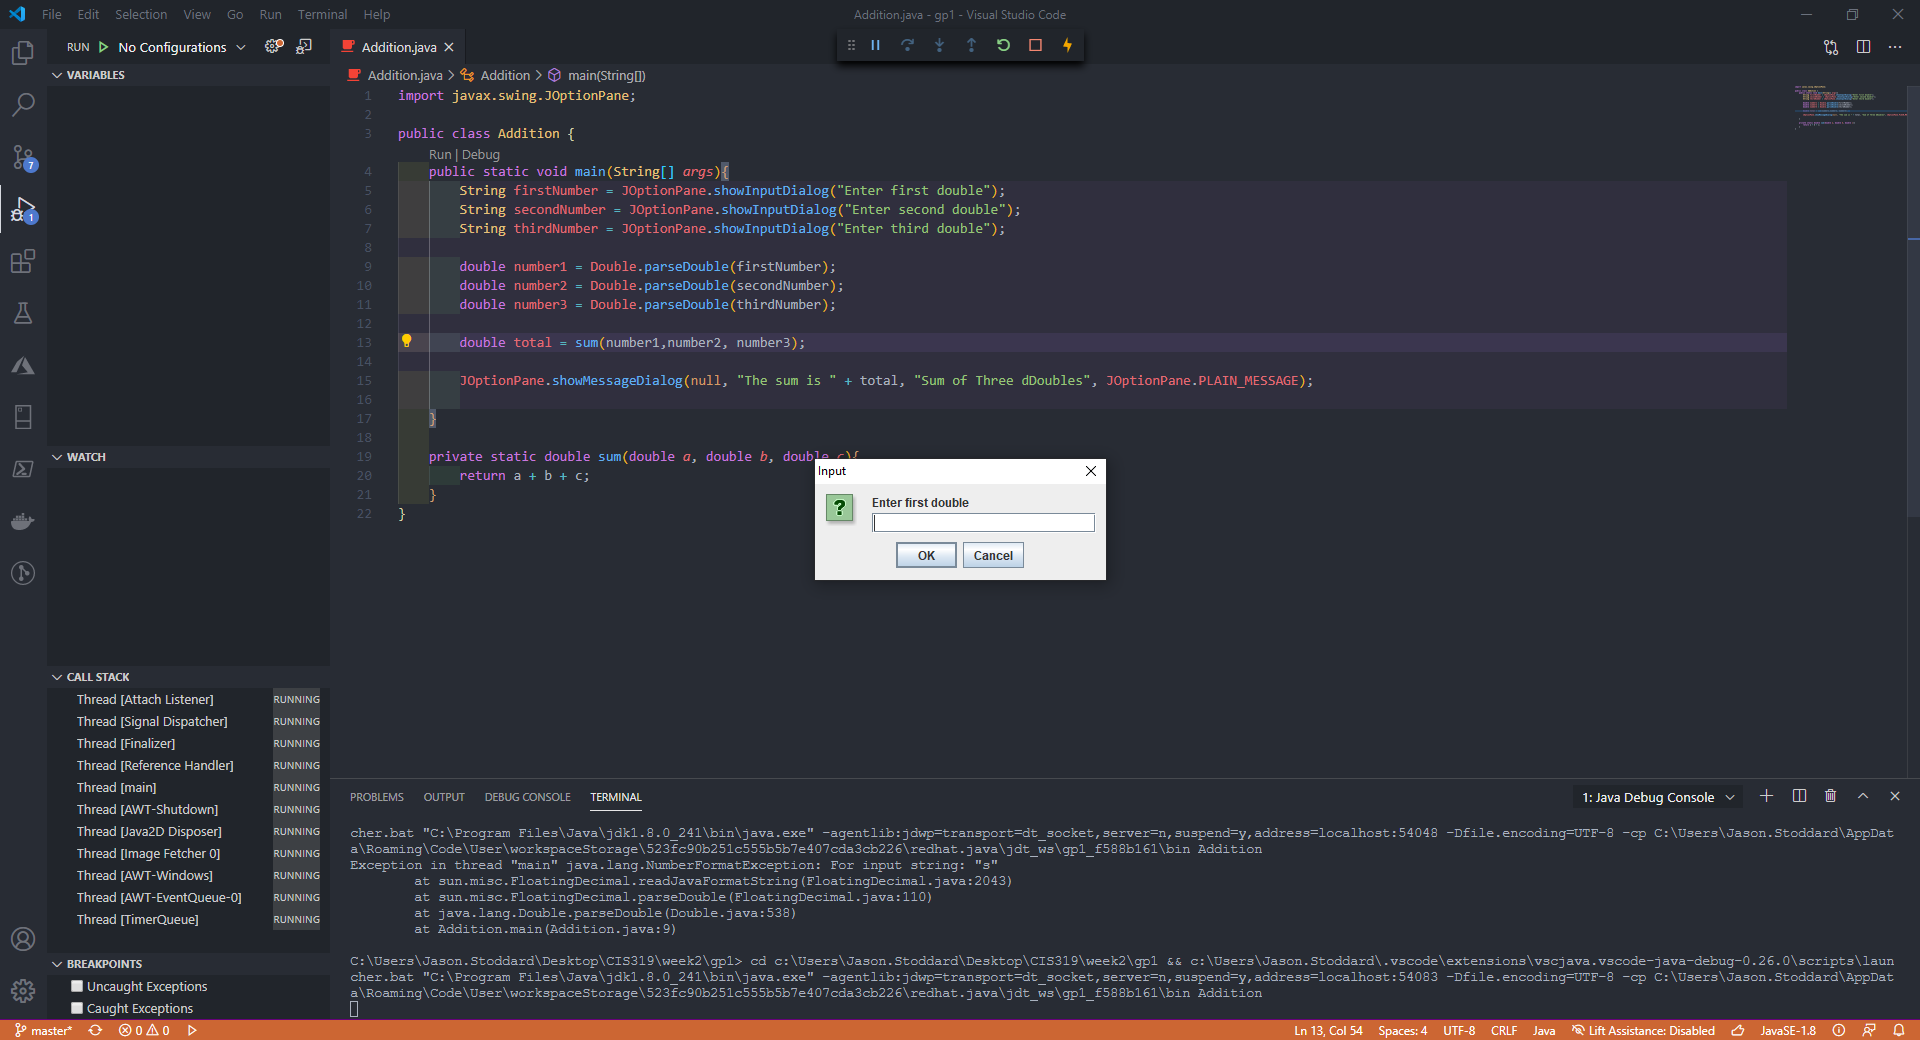 File Edit Selection View Go Run Terminal Help
Addition.java - gp1 - Visual Studio Code
RUN No Configurations
Addition.java
VARIABLES
Addition.java > Addition > main(String[])
1 import javax.swing.JOptionPane;
2
3 public class Addition {
Run | Debug
4 public static void main(String[] args){
5 String firstNumber = JOptionPane.showInputDialog("Enter first double");
6 String secondNumber = JOptionPane.showInputDialog("Enter second double");
7 String thirdNumber = JOptionPane.showInputDialog("Enter third double");
8
9 double number1 = Double.parseDouble(firstNumber);
10 double number2 = Double.parseDouble(secondNumber);
11 double number3 = Double.parseDouble(thirdNumber);
12
13 double total = sum(number1,number2, number3);
14
15 JOptionPane.showMessageDialog(null, "The sum is " + total, "Sum of Three dDoubles", JOptionPane.PLAIN_MESSAGE);
16
17 }
18
19 private static double sum(double a, double b, double c){
20 return a + b + c;
21 }
22 }
7
1
Input
Enter first double
OK Cancel
WATCH
CALL STACK
Thread [Attach Listener] RUNNING
Thread [Signal Dispatcher] RUNNING
Thread [Finalizer] RUNNING
Thread [Reference Handler] RUNNING
Thread [main] RUNNING
Thread [AWT-Shutdown] RUNNING
Thread [Java2D Disposer] RUNNING
Thread [Image Fetcher 0] RUNNING
Thread [AWT-Windows] RUNNING
Thread [AWT-EventQueue-0] RUNNING
Thread [TimerQueue] RUNNING
BREAKPOINTS
Uncaught Exceptions
Caught Exceptions
PROBLEMS OUTPUT DEBUG CONSOLE TERMINAL
1: Java Debug Console
cher.bat "C:\Program Files\Java\jdk1.8.0_241\bin\java.exe" -agentlib:jdwp=transport=dt_socket,server=n,suspend=y,address=localhost:54048 -Dfile.encoding=UTF-8 -cp C:\Users\Jason.Stoddard\AppDat
a\Roaming\Code\User\workspaceStorage\523fc90b251c555b5b7e407cda3cb226\redhat.java\jdt_ws\gp1_f588b161\bin Addition
Exception in thread "main" java.lang.NumberFormatException: For input string: "s"
at sun.misc.FloatingDecimal.readJavaFormatString(FloatingDecimal.java:2043)
at sun.misc.FloatingDecimal.parseDouble(FloatingDecimal.java:110)
at java.lang.Double.parseDouble(Double.java:538)
at Addition.main(Addition.java:9)
C:\Users\Jason.Stoddard\Desktop\CIS319\week2\gp1> cd c:\Users\Jason.Stoddard\Desktop\CIS319\week2\gp1 && c:\Users\Jason.Stoddard\.vscode\extensions\vscjava.vscode-java-debug-0.26.0\scripts\laun
cher.bat "C:\Program Files\Java\jdk1.8.0_241\bin\java.exe" -agentlib:jdwp=transport=dt_socket,server=n,suspend=y,address=localhost:54083 -Dfile.encoding=UTF-8 -cp C:\Users\Jason.Stoddard\AppDat
a\Roaming\Code\User\workspaceStorage\523fc90b251c555b5b7e407cda3cb226\redhat.java\jdt_ws\gp1_f588b161\bin Addition
master* 0 0 Ln 13, Col 54 Spaces: 4 UTF-8 CRLF Java Lift Assistance: Disabled JavaSE-1.8